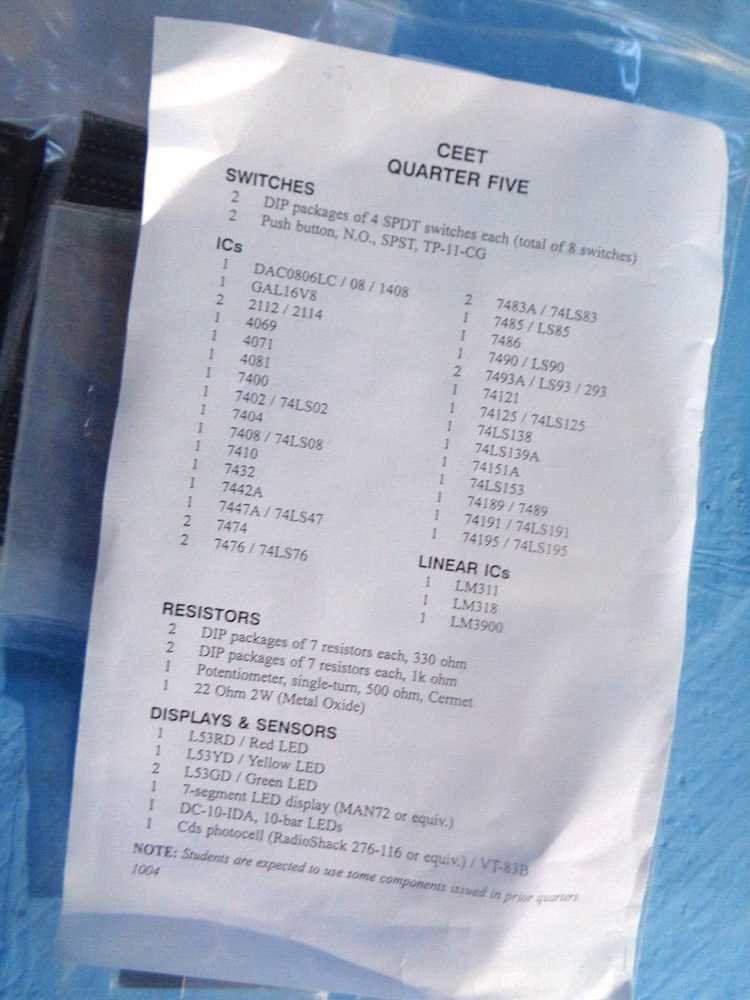 CEET
QUARTER FIVE
SWITCHES
2 DIP packages of 4 SPDT switches each (total of 8 switches)
2 Push button, N.O., SPST, TP-11-CG
ICs
1 DAC0806LC / 08 / 1408
1 GAL16V8
2 2112 / 2114
1 4069
1 4071
1 4081
1 7400
1 7402 / 74LS02
1 7404
1 7408 / 74LS08
1 7410
1 7432
1 7442A
1 7447A / 74LS47
2 7474
2 7476 / 74LS76
2 7483A / 74LS83
1 7485 / LS85
1 7486
1 7490 / LS90
2 7493A / LS93 / 293
1 74121
1 74125 / 74LS125
1 74LS138
1 74LS139A
1 74151A
1 74LS153
1 74189 / 7489
1 74191 / 74LS191
1 74195 / 74LS195
LINEAR ICs
1 LM311
1 LM318
1 LM3900
RESISTORS
2 DIP packages of 7 resistors each, 330 ohm
2 DIP packages of 7 resistors each, 1k ohm
1 Potentiometer, single-turn, 500 ohm, Cermet
1 22 Ohm 2W (Metal Oxide)
DISPLAYS & SENSORS
1 L53RD / Red LED
1 L53YD / Yellow LED
2 L53GD / Green LED
1 7-segment LED display (MAN72 or equiv.)
1 DC-10-IDA, 10-bar LEDs
1 Cds photocell (RadioShack 276-116 or equiv.) / VT-83B
NOTE: Students are expected to use some components issued in prior quarters.
1004